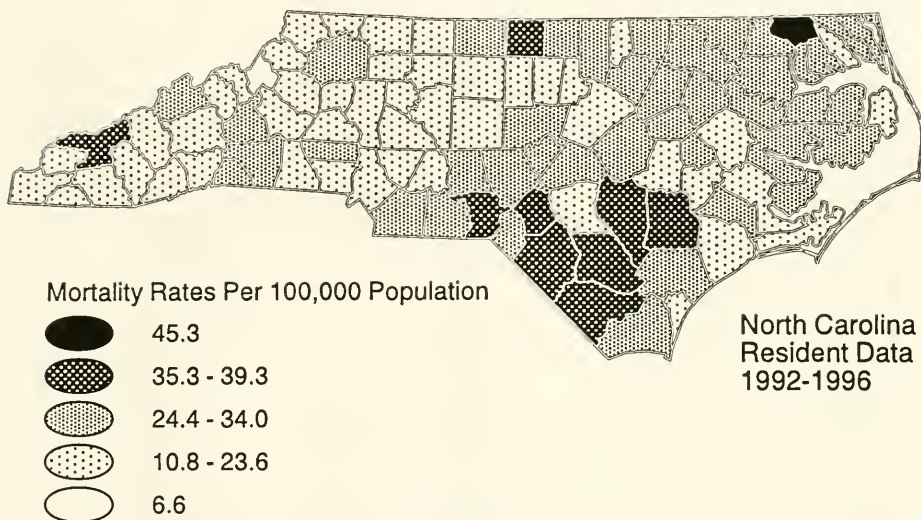 Mortality Rates Per 100,000 Population
45.3
35.3 - 39.3
24.4 - 34.0
10.8 - 23.6
6.6
North Carolina
Resident Data
1992-1996